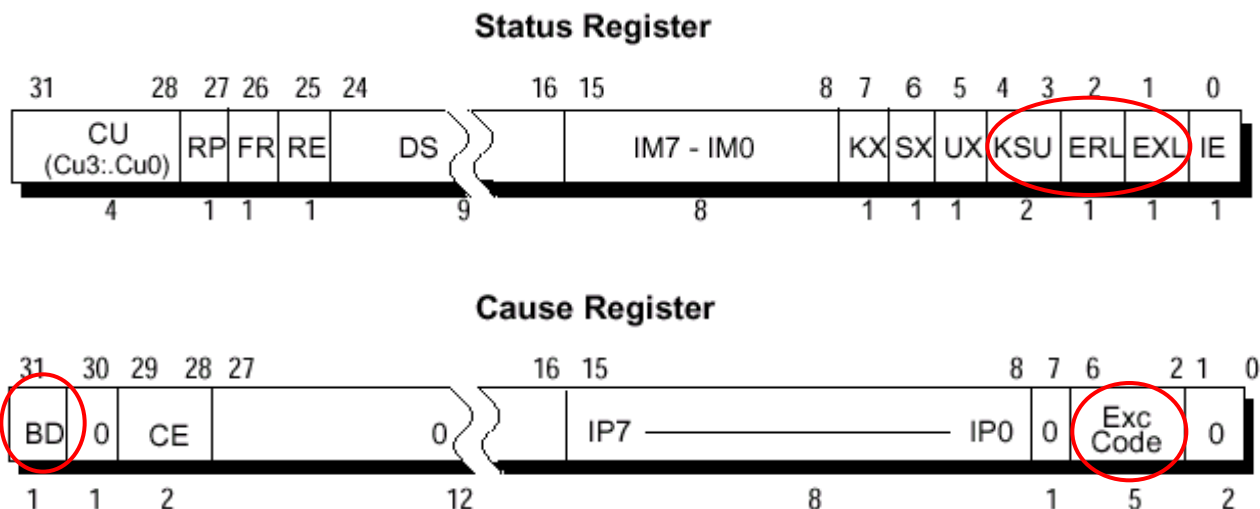 Status Register
31 28 27 26 25 24 16 15 8 7 6 5 4 3 2 1 0
CU
(Cu3:.Cu0) RP FR RE DS IM7 - IM0 KX SX UX KSU ERL EXL IE
4 1 1 1 9 8 1 1 1 2 1 1 1
Cause Register
31 30 29 28 27 16 15 8 7 6 2 1 0
BD 0 CE 0 IP7 IP0 0 Exc
Code 0
1 1 2 12 8 1 5 2